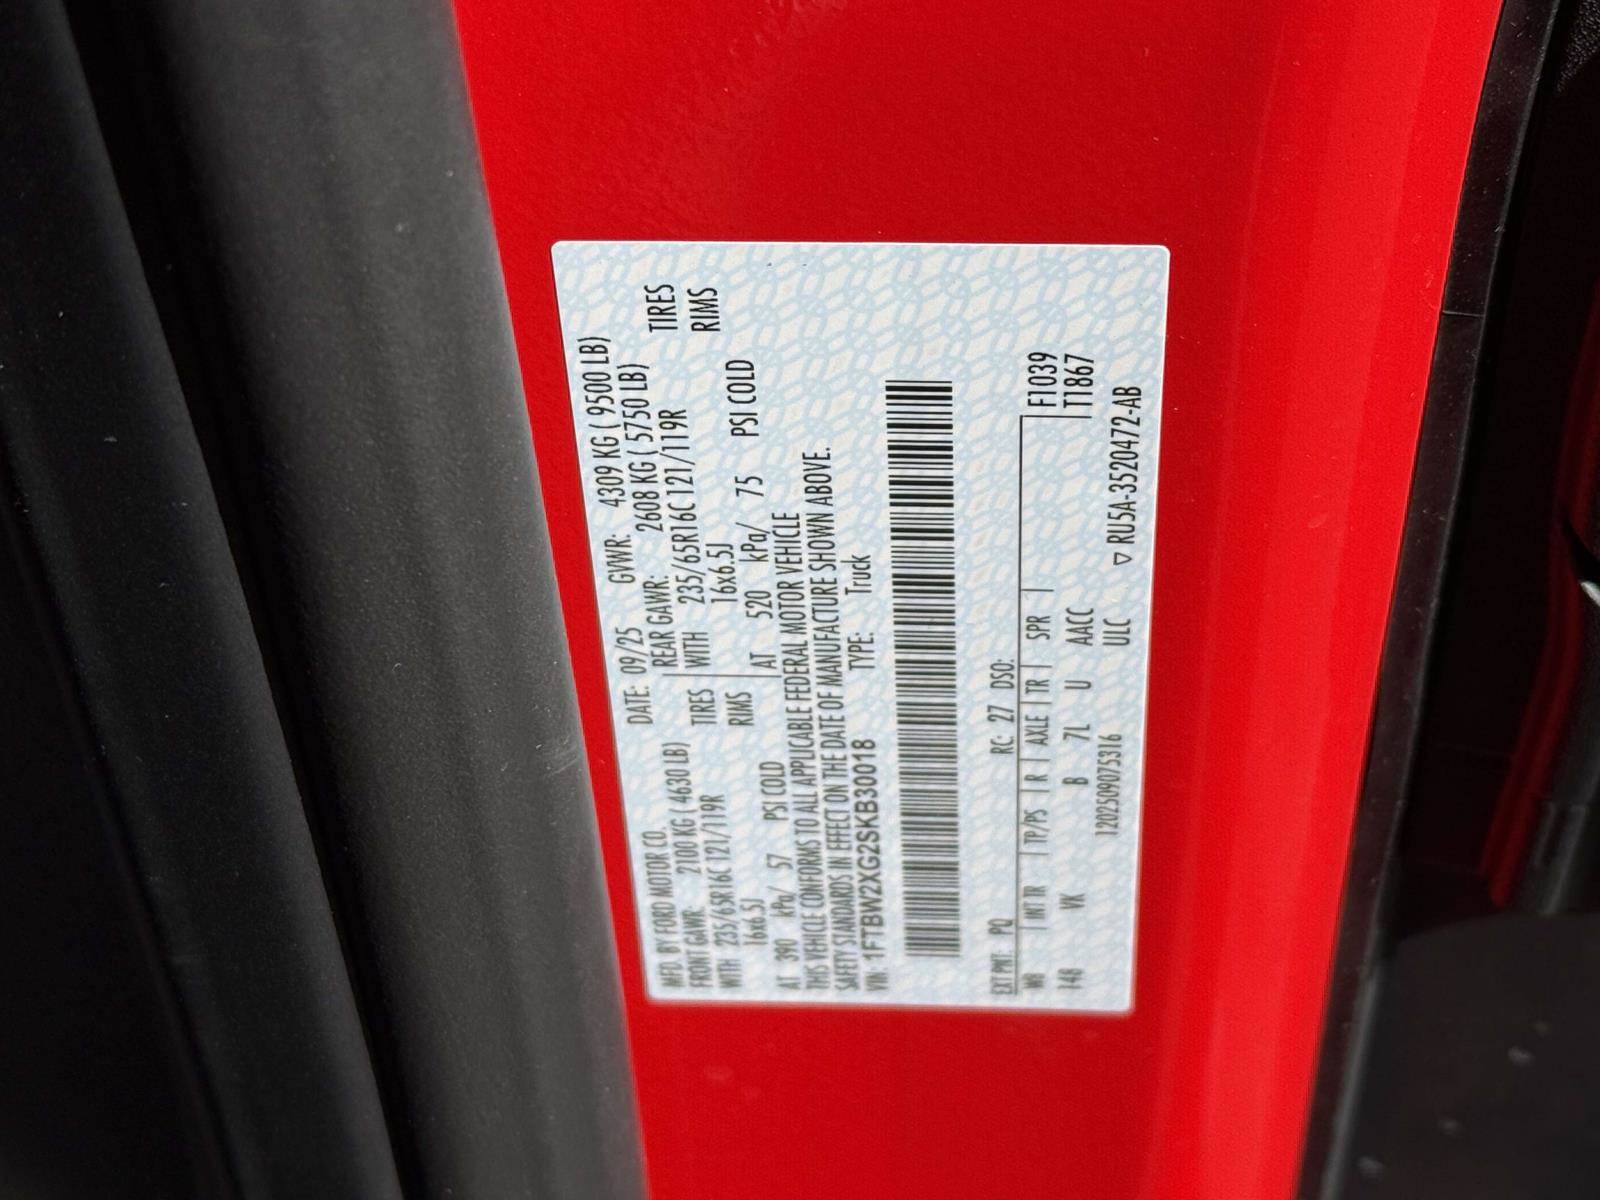 MFD. BY FORD MOTOR CO. DATE: 09/25 GVWR: 4309 KG ( 9500 LB)
FRONT GAWR: 2100 KG ( 4630 LB) REAR GAWR: 2608 KG ( 5750 LB)
WITH 235/65R16C 121/119R TIRES WITH 235/65R16C 121/119R TIRES
16x6.5J RIMS 16x6.5J RIMS
AT 390 kPa/ 57 PSI COLD AT 520 kPa/ 75 PSI COLD
THIS VEHICLE CONFORMS TO ALL APPLICABLE FEDERAL MOTOR VEHICLE
SAFETY STANDARDS IN EFFECT ON THE DATE OF MANUFACTURE SHOWN ABOVE.
VIN: 1FTBW2XG2SKB30018 TYPE: Truck
EXT PNT: PQ RC: 27 DSO:
WB INT TR TP/PS R AXLE TR SPR F1039
148 VK B 7L U AACC T1867
1202509075316 ULC ▽ RU5A-3520472-AB